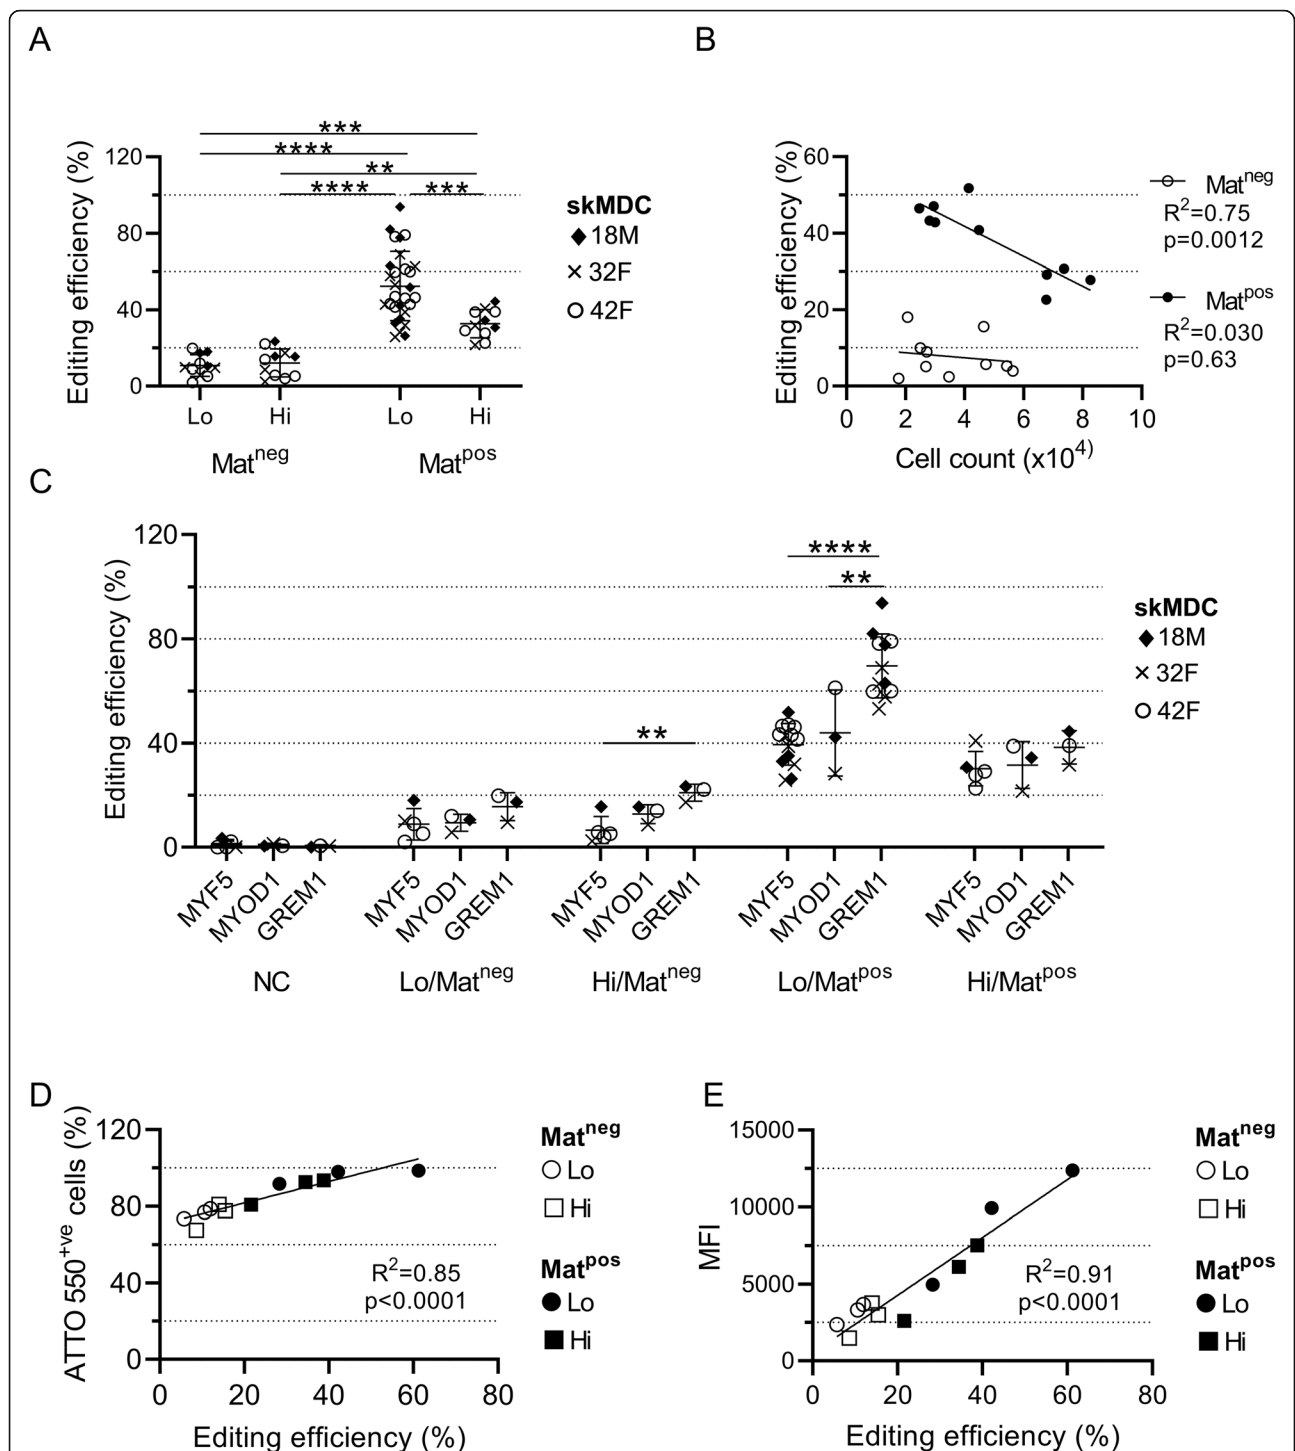 A
Editing efficiency (%)
120
80
40
0
***
****
**
****
***
Lo
Hi
Lo
Hi
Mat^neg
Mat^pos
skMDC
18M
32F
42F
B
Editing efficiency (%)
60
40
20
0
0
2
4
6
8
10
Cell count (x10^4)
Mat^neg
R^2=0.75
p=0.0012
Mat^pos
R^2=0.030
p=0.63
C
Editing efficiency (%)
120
80
40
0
**
****
**
skMDC
18M
32F
42F
MYF5
MYOD1
GREM1
MYF5
MYOD1
GREM1
MYF5
MYOD1
GREM1
MYF5
MYOD1
GREM1
MYF5
MYOD1
GREM1
NC
Lo/Mat^neg
Hi/Mat^neg
Lo/Mat^pos
Hi/Mat^pos
D
ATTO 550^+ve cells (%)
120
80
40
0
0
20
40
60
80
Editing efficiency (%)
R^2=0.85
p<0.0001
Mat^neg
Lo
Hi
Mat^pos
Lo
Hi
E
MFI
15000
10000
5000
0
0
20
40
60
80
Editing efficiency (%)
R^2=0.91
p<0.0001
Mat^neg
Lo
Hi
Mat^pos
Lo
Hi